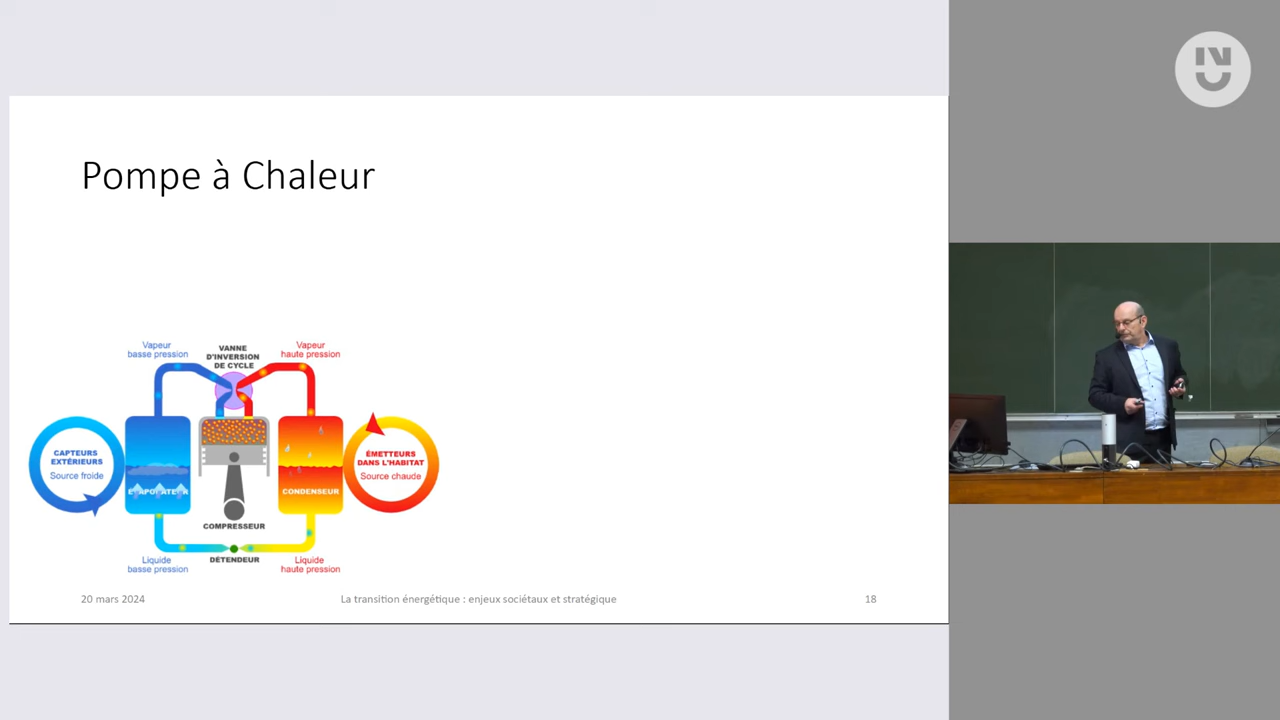 Pompe à Chaleur
Vapeur
basse pression
VANNE
D'INVERSION
DE CYCLE
Vapeur
haute pression
CAPTEURS
EXTÉRIEURS
Source froide
ÉVAPORATEUR
CONDENSEUR
ÉMETTEURS
DANS L'HABITAT
Source chaude
COMPRESSEUR
DÉTENDEUR
Liquide
basse pression
Liquide
haute pression
20 mars 2024
La transition énergétique : enjeux sociétaux et stratégique
18